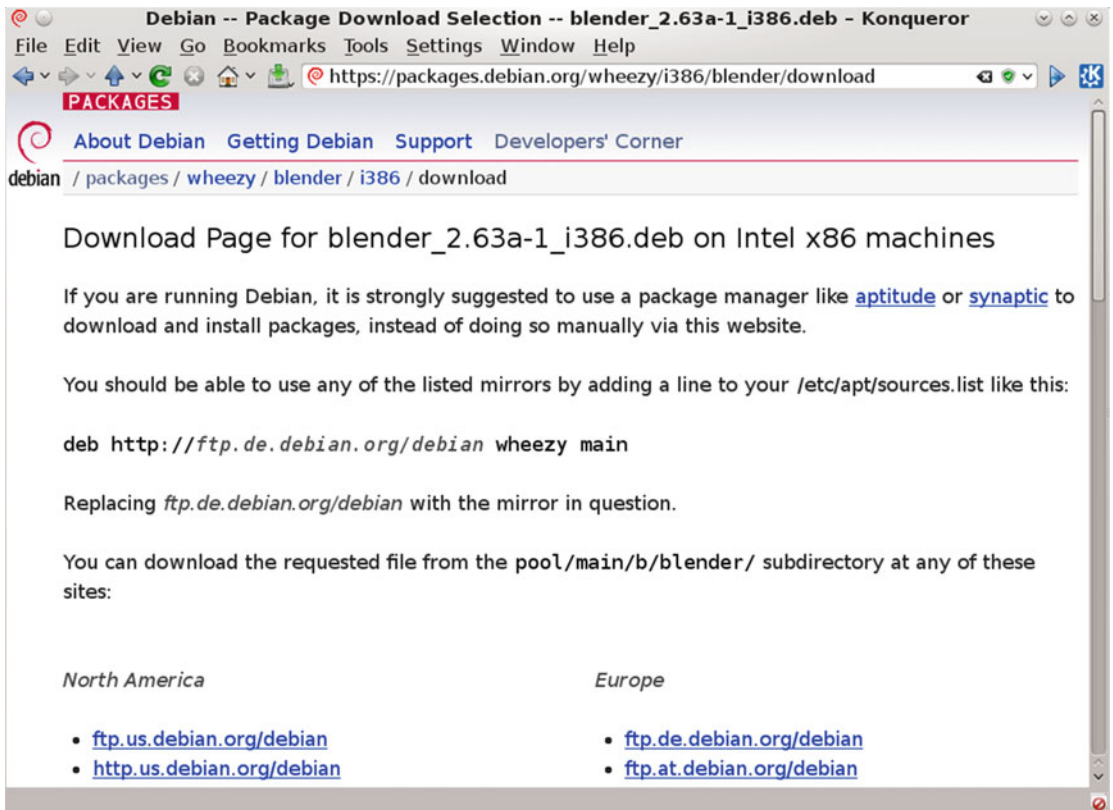 Debian -- Package Download Selection -- blender_2.63a-1_i386.deb – Konqueror
File Edit View Go Bookmarks Tools Settings Window Help
https://packages.debian.org/wheezy/i386/blender/download
PACKAGES
About Debian Getting Debian Support Developers' Corner
debian / packages / wheezy / blender / i386 / download
Download Page for blender_2.63a-1_i386.deb on Intel x86 machines
If you are running Debian, it is strongly suggested to use a package manager like aptitude or synaptic to
download and install packages, instead of doing so manually via this website.
You should be able to use any of the listed mirrors by adding a line to your /etc/apt/sources.list like this:
deb http://ftp.de.debian.org/debian wheezy main
Replacing ftp.de.debian.org/debian with the mirror in question.
You can download the requested file from the pool/main/b/blender/ subdirectory at any of these
sites:
North America
• ftp.us.debian.org/debian
• http.us.debian.org/debian
Europe
• ftp.de.debian.org/debian
• ftp.at.debian.org/debian